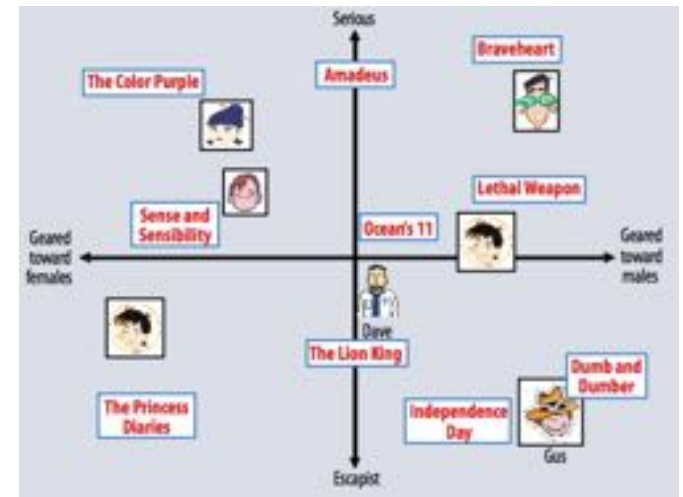 Serious
Braveheart
Amadeus
The Color Purple
Lethal Weapon
Sense and
Sensibility
Ocean's 11
Geared
toward
females
Geared
toward
males
Dave
The Lion King
Dumb and
Dumber
The Princess
Diaries
Independence
Day
Gus
Escapist